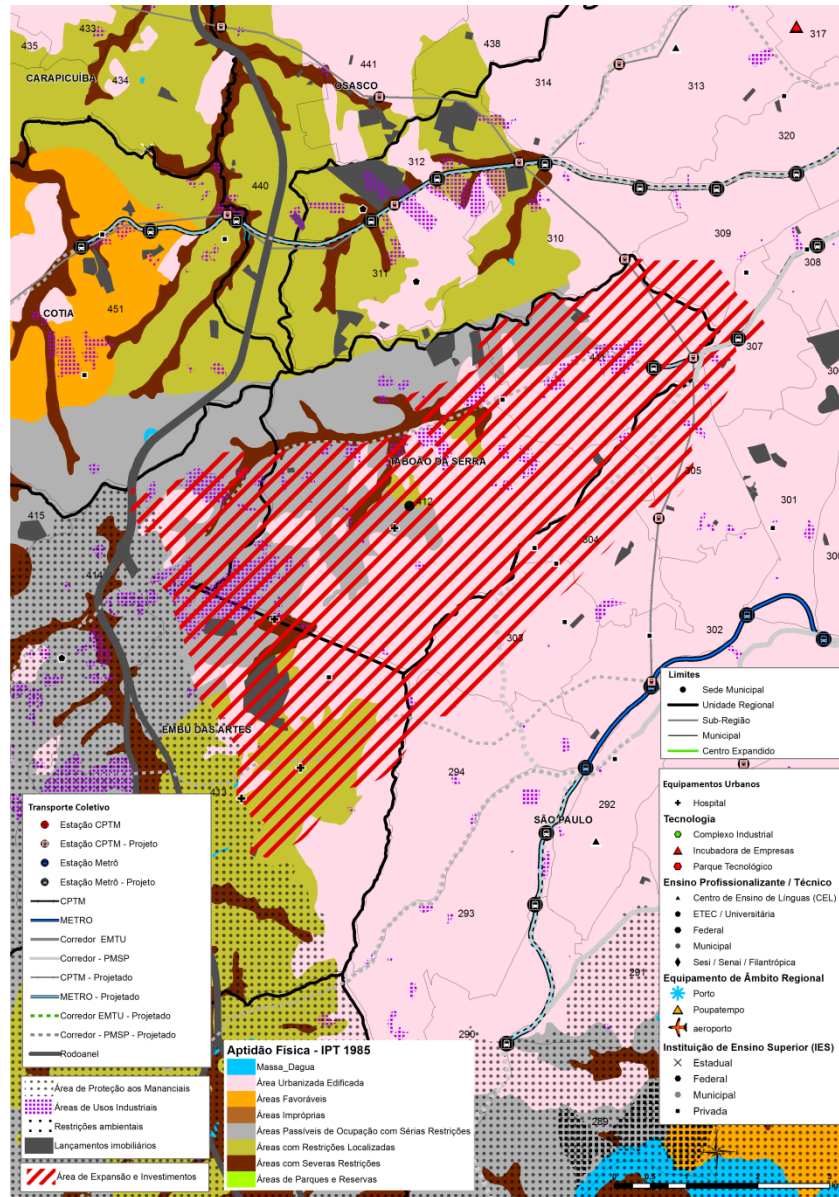 433
435
441
438
317
CARAPICUÍBA
434
OSASCO
314
313
312
320
440
310
309
308
311
451
COTIA
307
TABOÃO DA SERRA
412
305
301
415
304
414
303
302
EMBU DAS ARTES
294
292
SÃO PAULO
293
291
290
289
Limites
Sede Municipal
Unidade Regional
Sub-Região
Municipal
Centro Expandido
Equipamentos Urbanos
Hospital
Tecnologia
Complexo Industrial
Incubadora de Empresas
Parque Tecnológico
Ensino Profissionalizante / Técnico
Centro de Ensino de Línguas (CEL)
ETEC / Universitária
Federal
Municipal
Sesi / Senai / Filantrópica
Equipamento de Âmbito Regional
Porto
Poupatempo
aeroporto
Instituição de Ensino Superior (IES)
Estadual
Federal
Municipal
Privada
Transporte Coletivo
Estação CPTM
Estação CPTM - Projeto
Estação Metrô
Estação Metrô - Projeto
CPTM
METRO
Corredor EMTU
Corredor - PMSP
CPTM - Projetado
METRO - Projetado
Corredor EMTU - Projetado
Corredor - PMSP - Projetado
Rodoanel
Área de Proteção aos Mananciais
Áreas de Usos Industriais
Restrições ambientais
Lançamentos imobiliários
Área de Expansão e Investimentos
Aptidão Física - IPT 1985
Massa_Dagua
Área Urbanizada Edificada
Áreas Favoráveis
Áreas Impróprias
Áreas Passíveis de Ocupação com Sérias Restrições
Áreas com Restrições Localizadas
Áreas com Severas Restrições
Áreas de Parques e Reservas
0 0.5 1 2